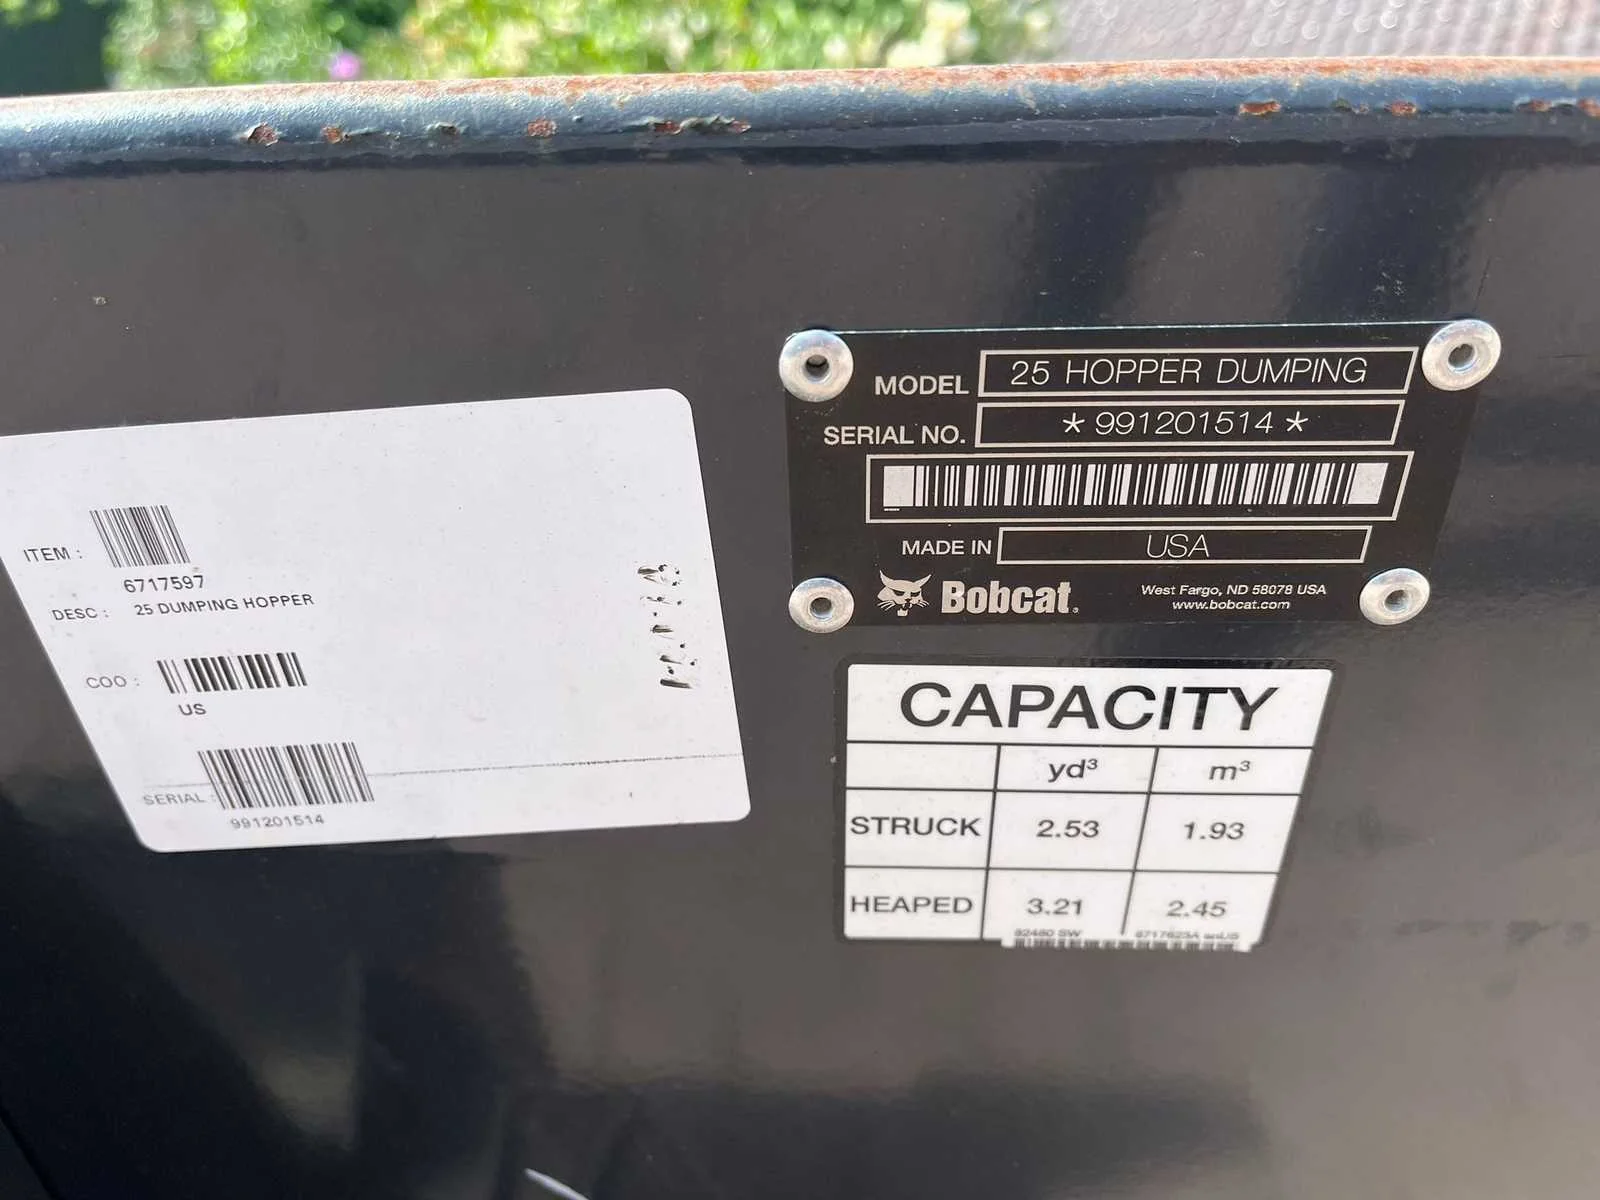 ITEM :
6717597
DESC : 25 DUMPING HOPPER
COO :
US
SERIAL :
991201514
MODEL 25 HOPPER DUMPING
SERIAL NO. *991201514*
MADE IN USA
Bobcat®
West Fargo, ND 58078 USA
www.bobcat.com
CAPACITY
yd³ m³
STRUCK 2.53 1.93
HEAPED 3.21 2.45